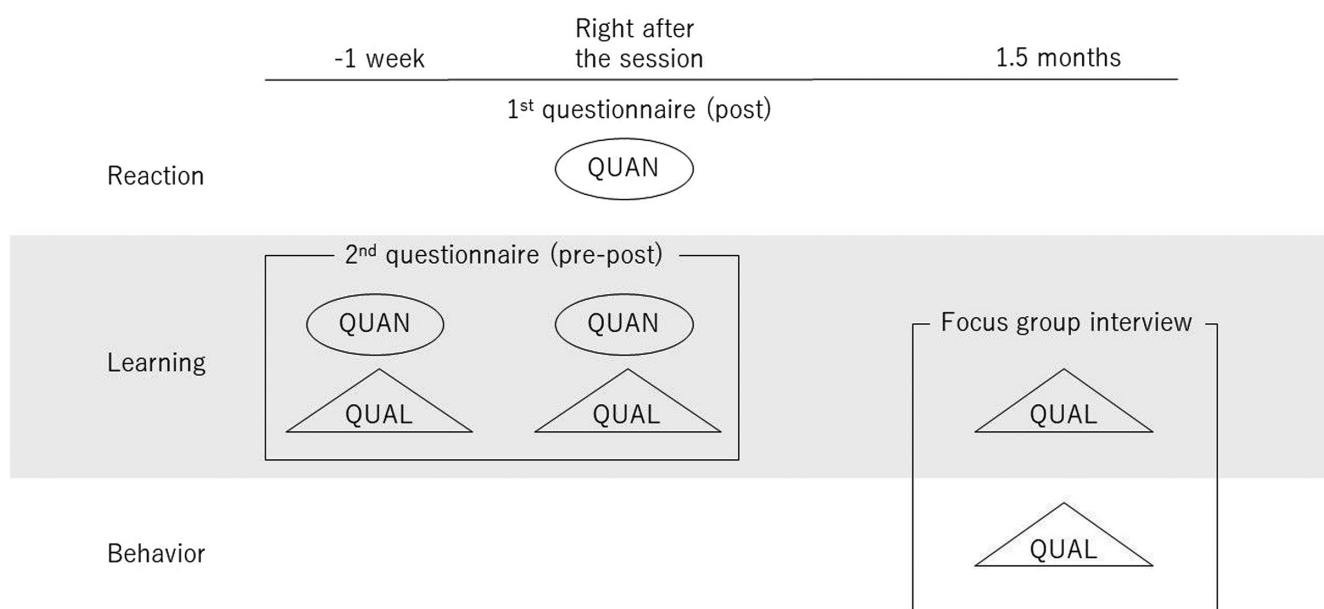 -1 week
Right after
the session
1.5 months
1st questionnaire (post)
Reaction
QUAN
2nd questionnaire (pre-post)
QUAN
QUAN
Focus group interview
Learning
QUAL
QUAL
QUAL
Behavior
QUAL